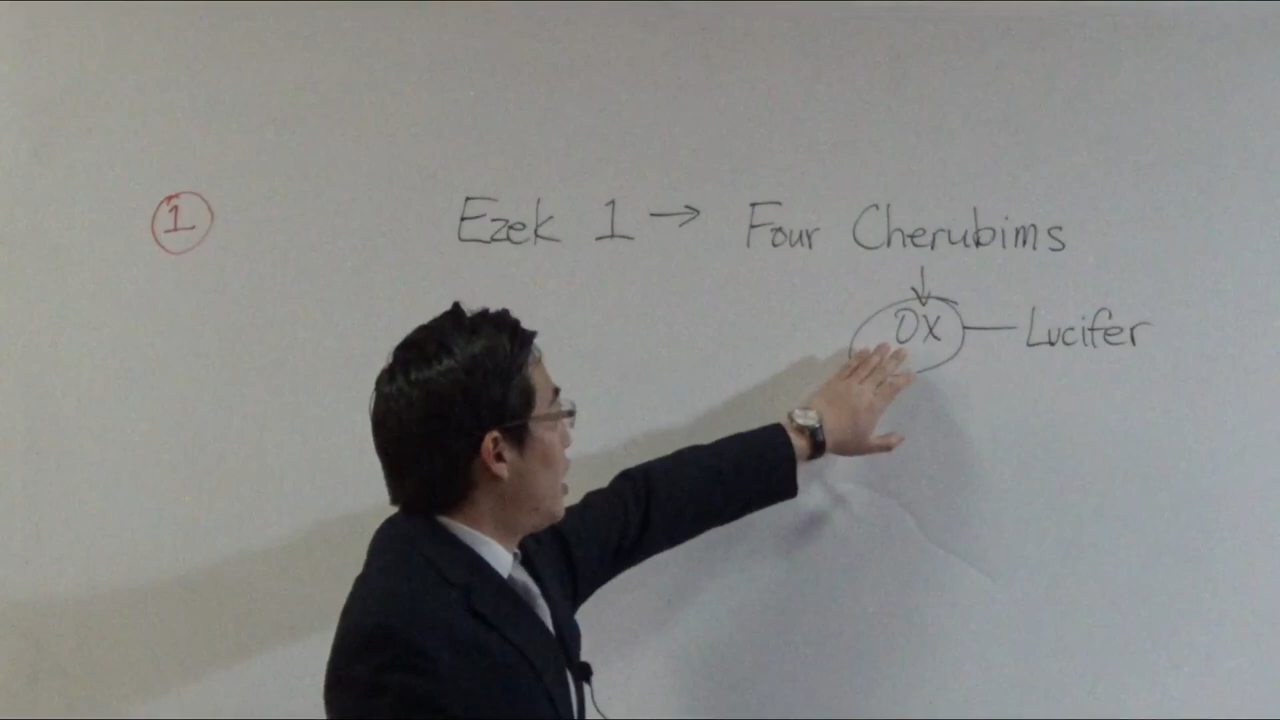 1 Ezek 1 → Four Cherubims
↓
OX — Lucifer